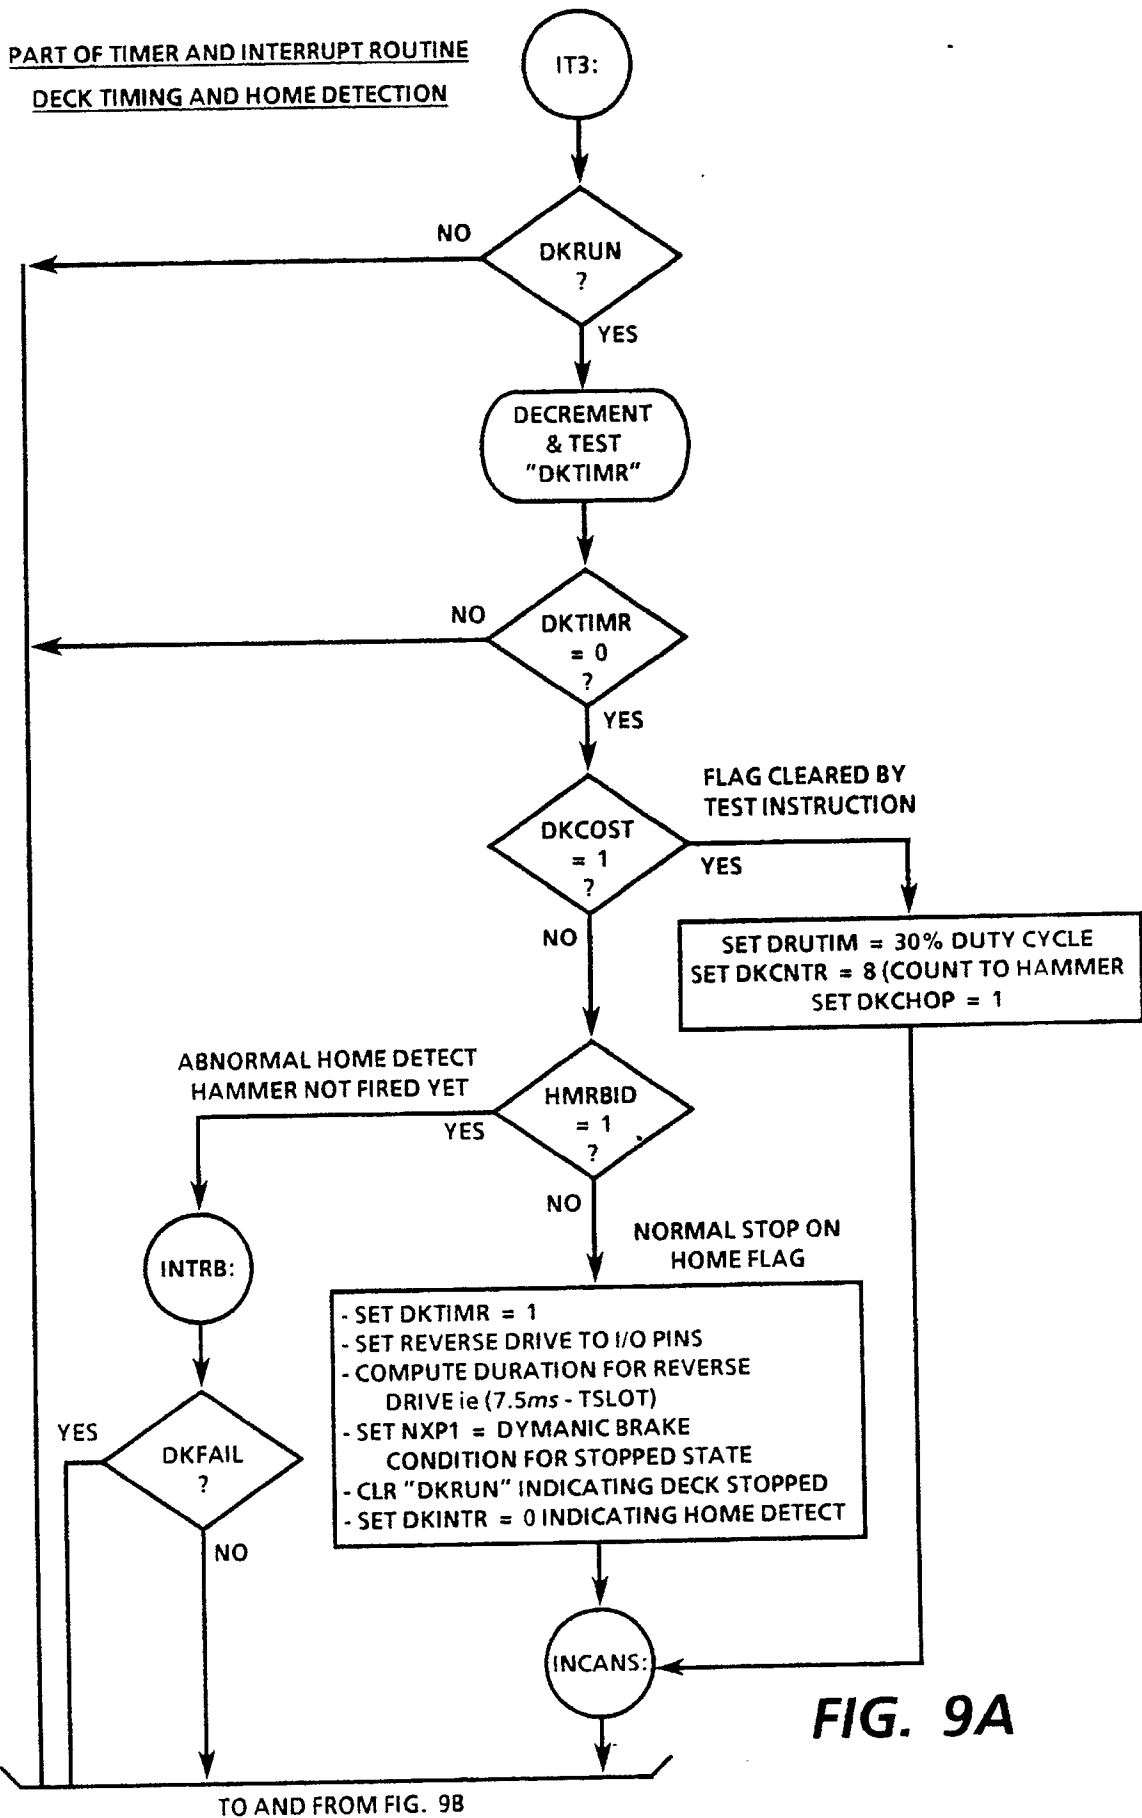 PART OF TIMER AND INTERRUPT ROUTINE
DECK TIMING AND HOME DETECTION
IT3:
NO
DKRUN
?
YES
DECREMENT
& TEST
"DKTIMR"
NO
DKTIMR
= 0
?
YES
FLAG CLEARED BY
TEST INSTRUCTION
DKCOST
= 1
?
YES
NO
SET DRUTIM = 30% DUTY CYCLE
SET DKCNTR = 8 (COUNT TO HAMMER
SET DKCHOP = 1
ABNORMAL HOME DETECT
HAMMER NOT FIRED YET
HMRBID
= 1
?
YES
NO
NORMAL STOP ON
HOME FLAG
INTRB:
- SET DKTIMR = 1
- SET REVERSE DRIVE TO I/O PINS
- COMPUTE DURATION FOR REVERSE
DRIVE ie (7.5ms - TSLOT)
- SET NXP1 = DYMANIC BRAKE
CONDITION FOR STOPPED STATE
- CLR "DKRUN" INDICATING DECK STOPPED
- SET DKINTR = 0 INDICATING HOME DETECT
YES
DKFAIL
?
NO
INCANS:
FIG. 9A
TO AND FROM FIG. 9B